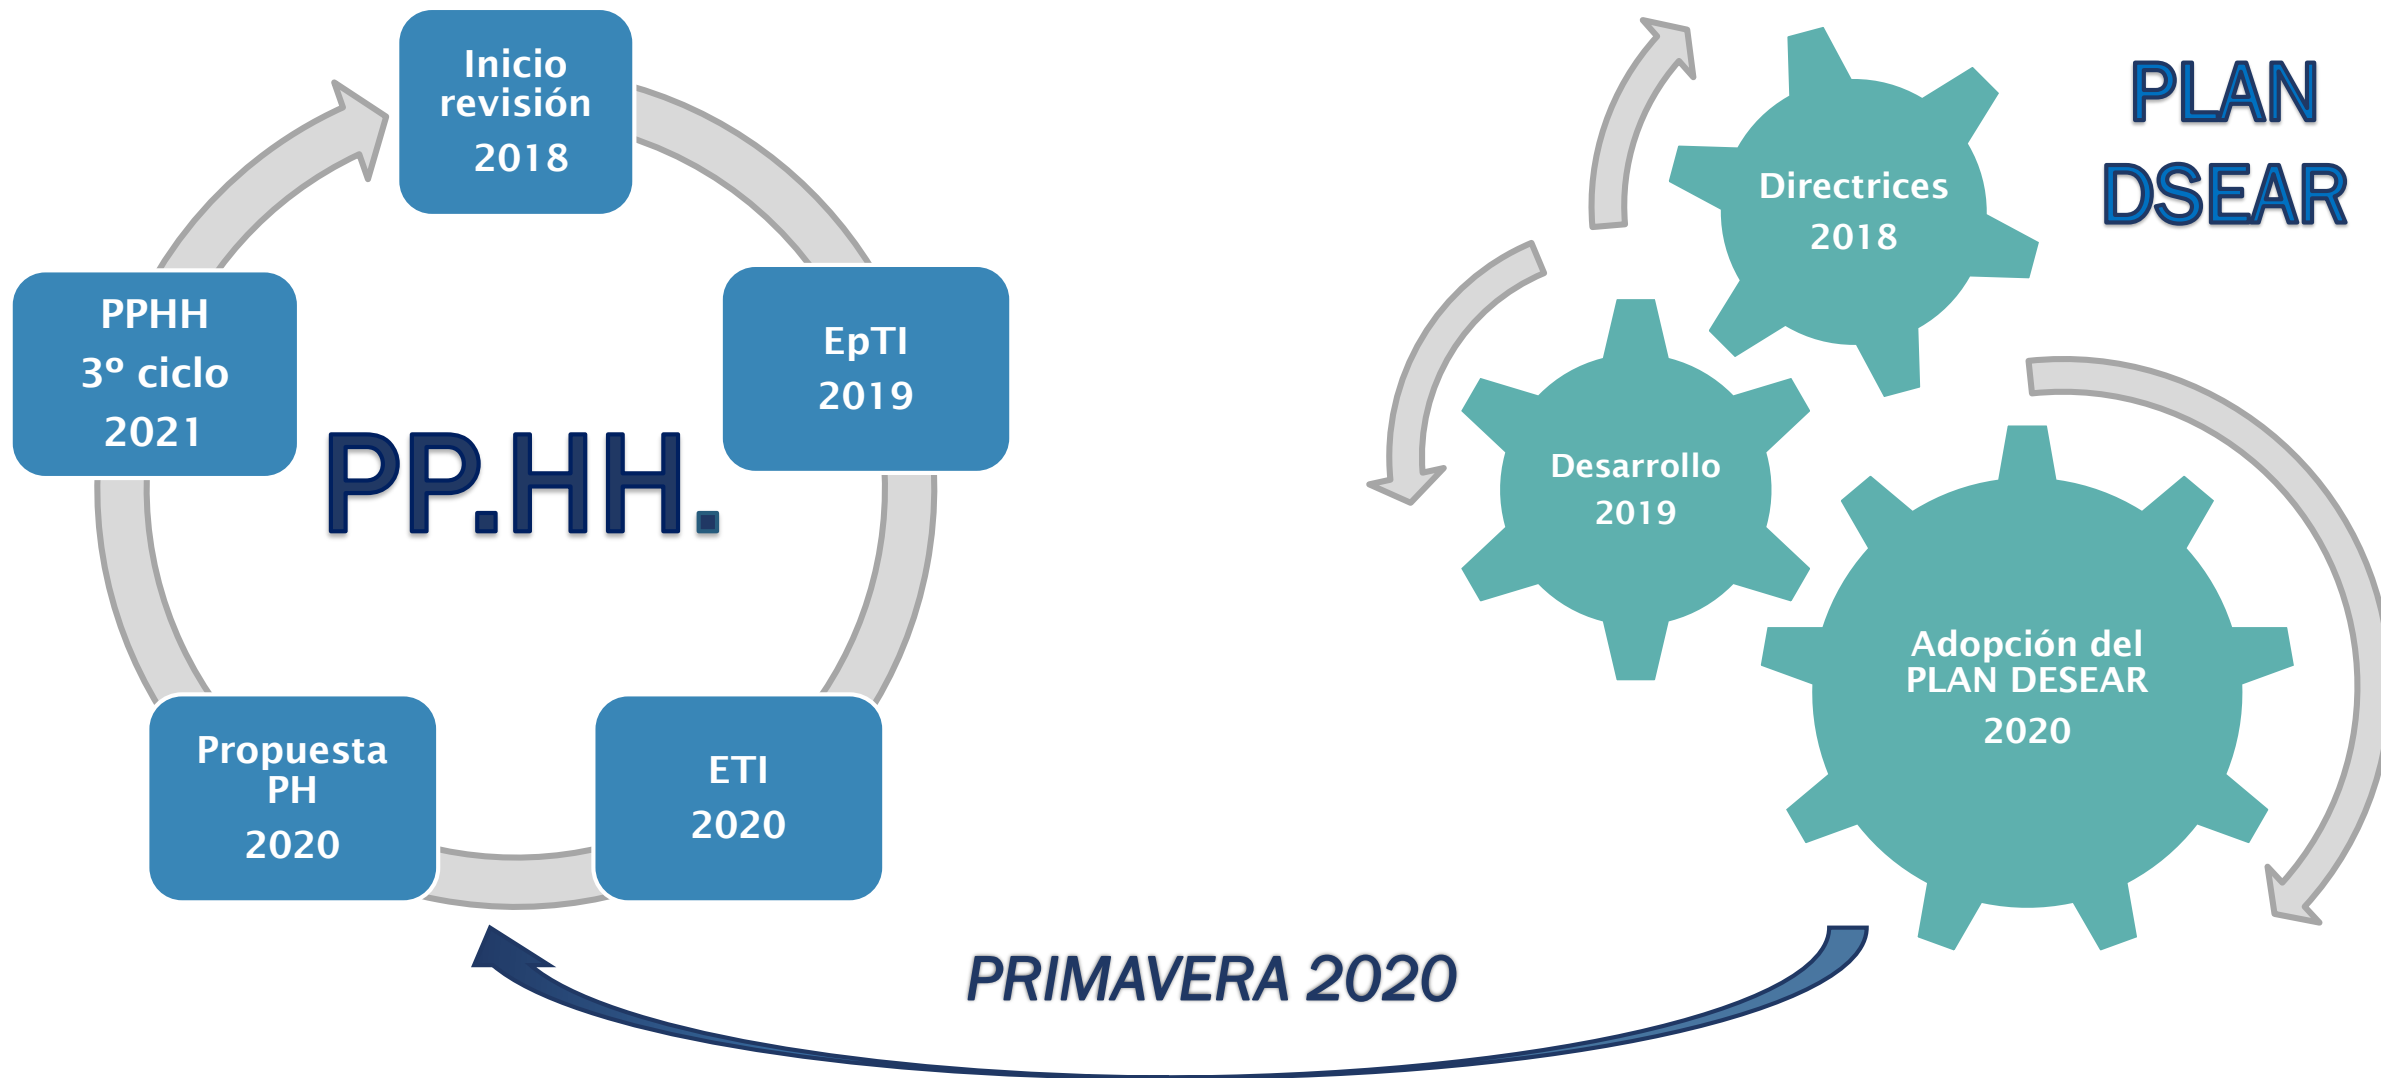 Inicio
revisión
2018
EpTI
2019
ETI
2020
Propuesta
PH
2020
PPHH
3º ciclo
2021
PP.HH.
PLAN
DSEAR
Directrices
2018
Desarrollo
2019
Adopción del
PLAN DESEAR
2020
PRIMAVERA 2020